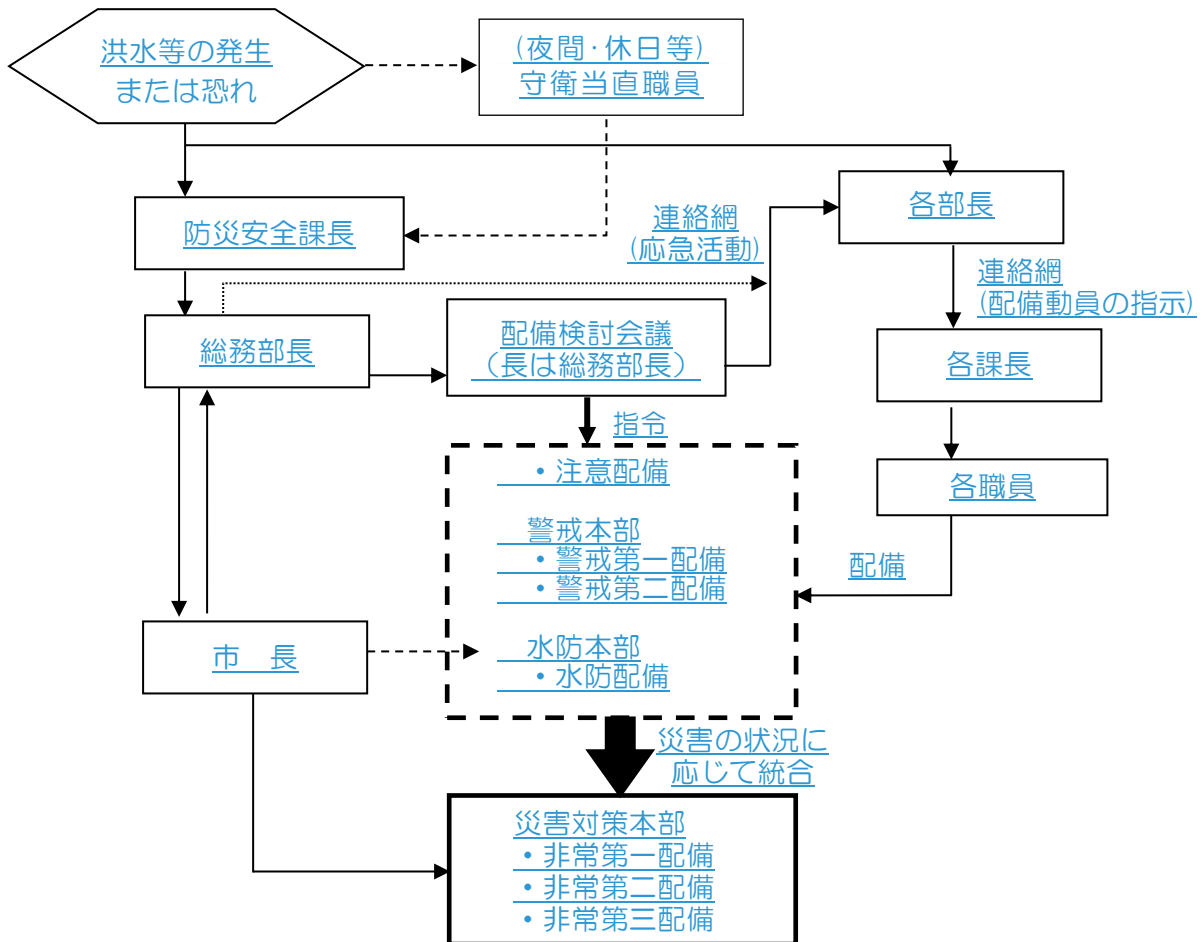 洪水等の発生
または恐れ
(夜間・休日等)
守衛当直職員
防災安全課長
各部長
連絡網
(応急活動)
連絡網
(配備動員の指示)
総務部長
配備検討会議
（長は総務部長）
各課長
指令
・注意配備
各職員
警戒本部
・警戒第一配備
・警戒第二配備
配備
水防本部
・水防配備
市　長
災害の状況に
応じて統合
災害対策本部
・非常第一配備
・非常第二配備
・非常第三配備